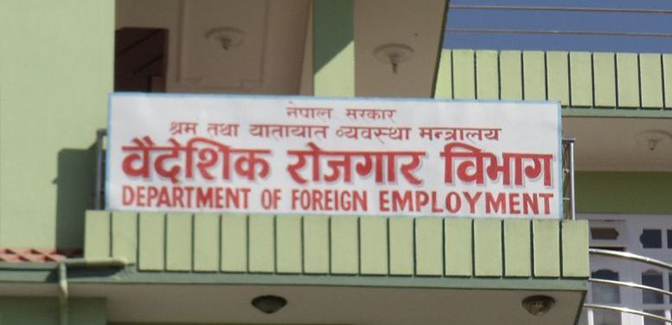 नेपाल सरकार
श्रम तथा यातायात व्यवस्था मन्त्रालय
वैदेशिक रोजगार विभाग
DEPARTMENT OF FOREIGN EMPLOYMENT